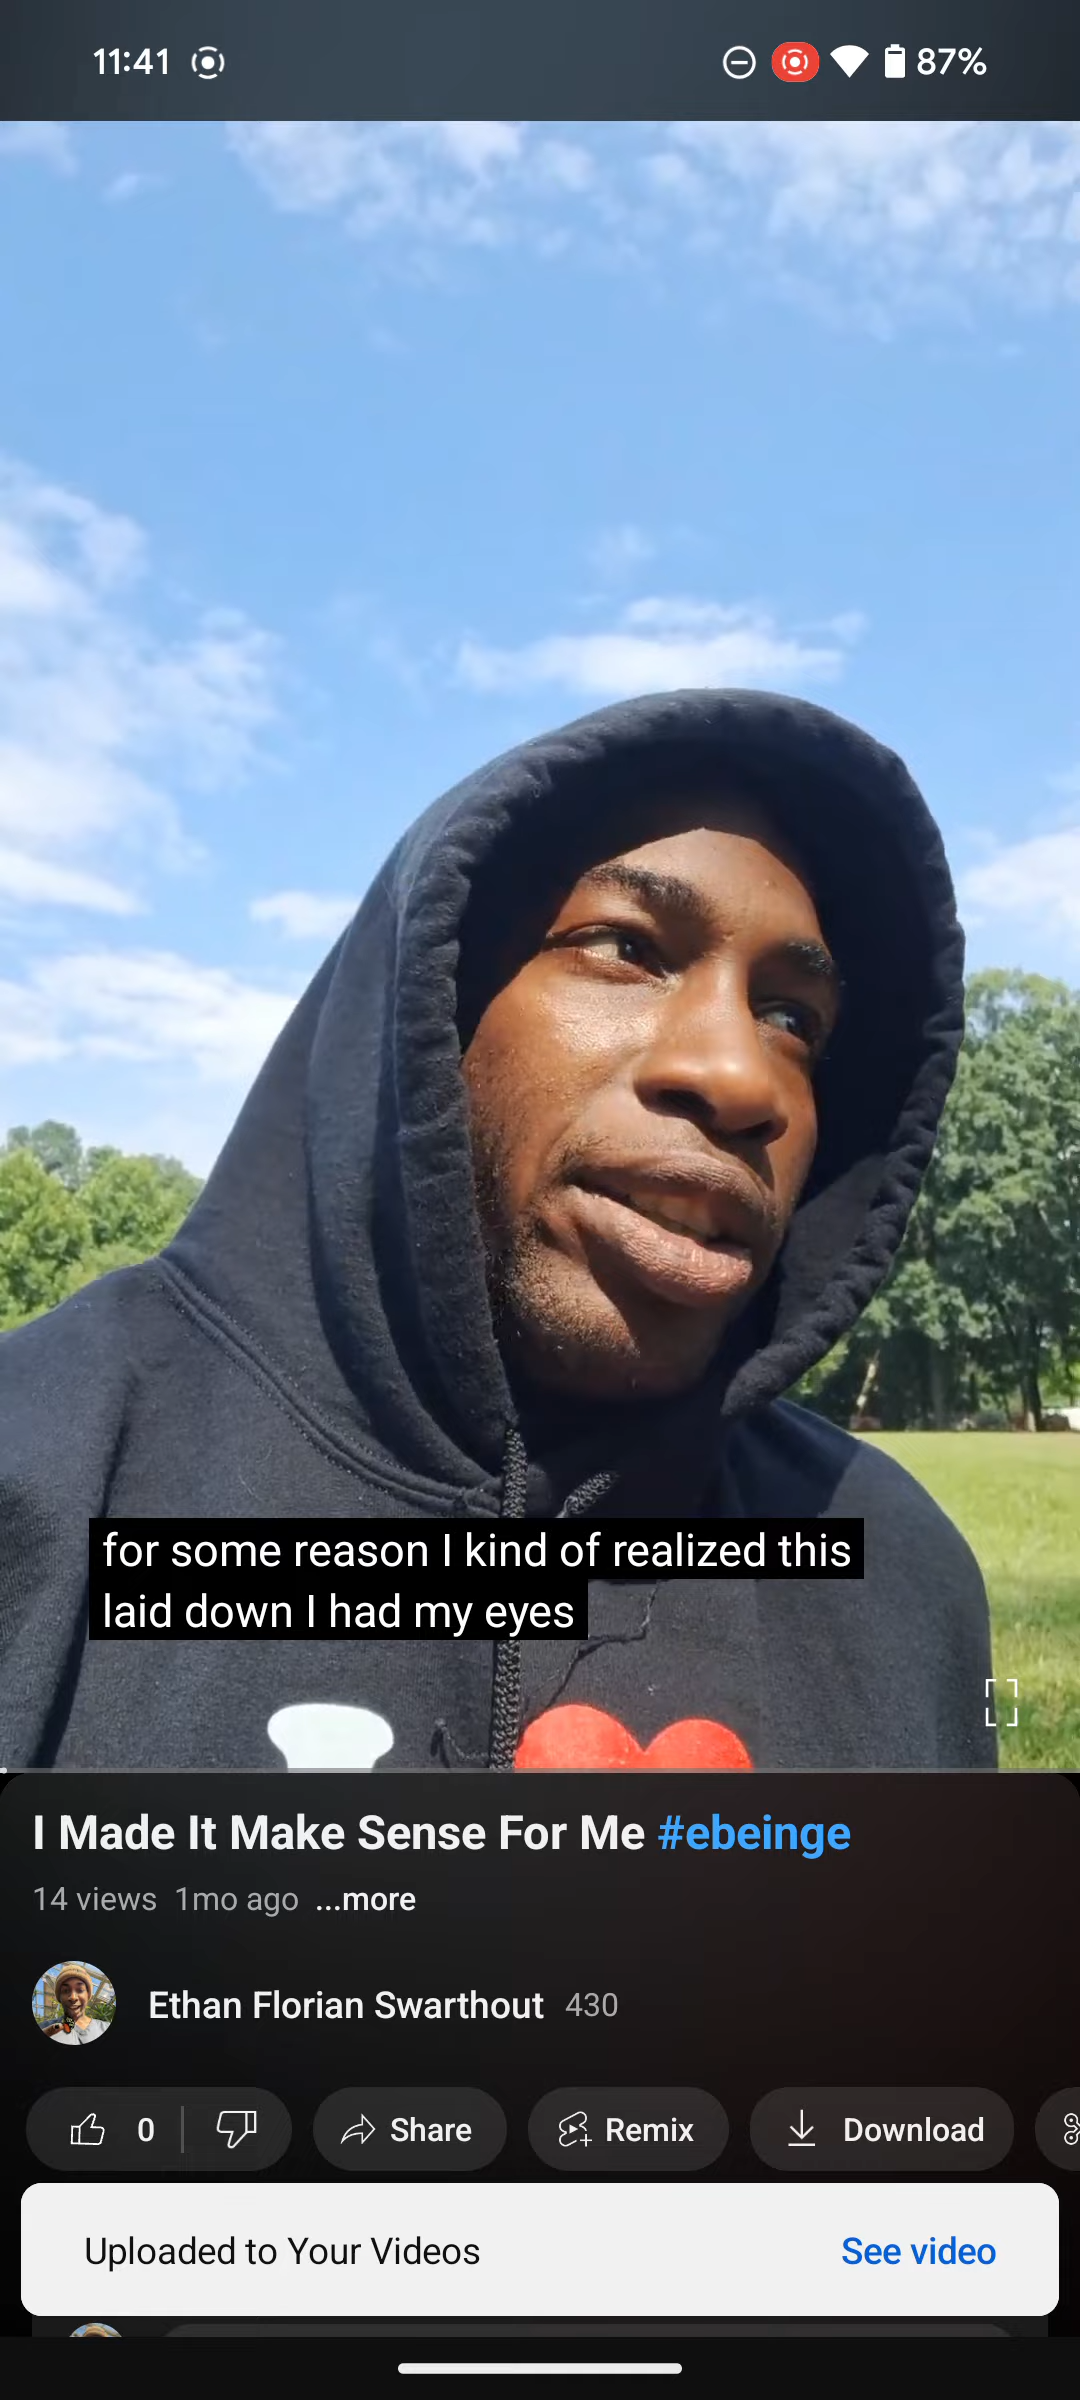 11:41 87%
for some reason I kind of realized this
laid down I had my eyes
I
I Made It Make Sense For Me #ebeinge
14 views 1mo ago ...more
Ethan Florian Swarthout 430
0 Share Remix Download
Uploaded to Your Videos See video